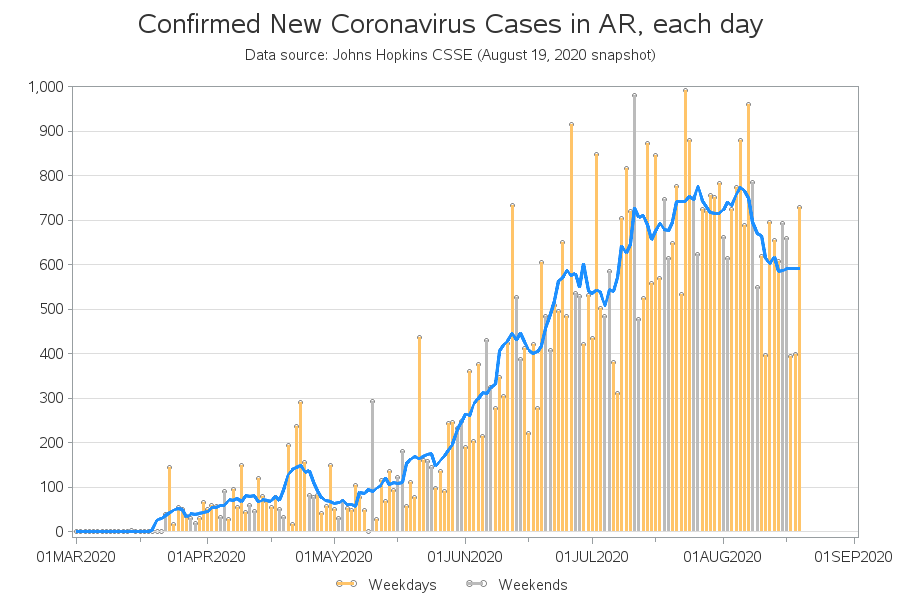 Confirmed New Coronavirus Cases in AR, each day
Data source: Johns Hopkins CSSE (August 19, 2020 snapshot)
1,000
900
800
700
600
500
400
300
200
100
0
01MAR2020 01APR2020 01MAY2020 01JUN2020 01JUL2020 01AUG2020 01SEP2020
Weekdays Weekends